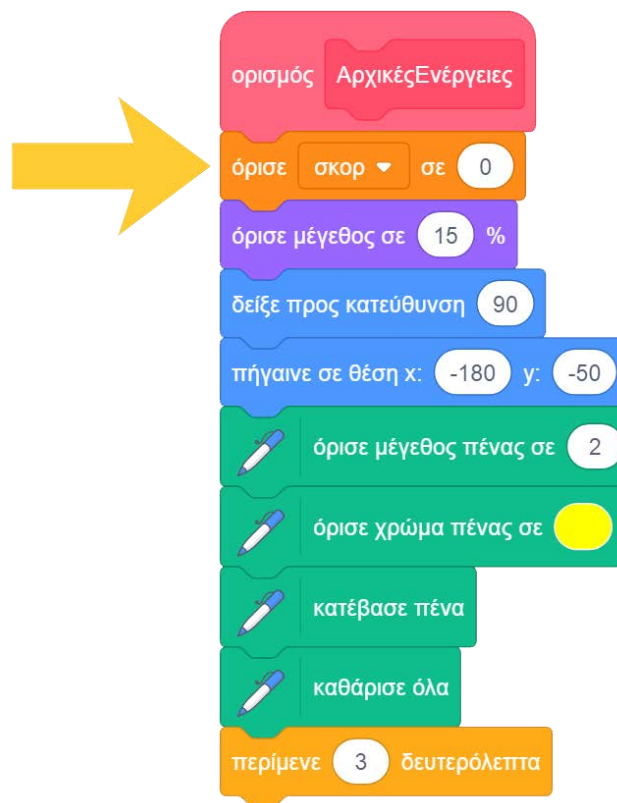 ορισμός ΑρχικέςΕνέργειες
όρισε σκορ σε 0
όρισε μέγεθος σε 15 %
δείξε προς κατεύθυνση 90
πήγαινε σε θέση x: -180 y: -50
όρισε μέγεθος πένας σε 2
όρισε χρώμα πένας σε
κατέβασε πένα
καθάρισε όλα
περίμενε 3 δευτερόλεπτα